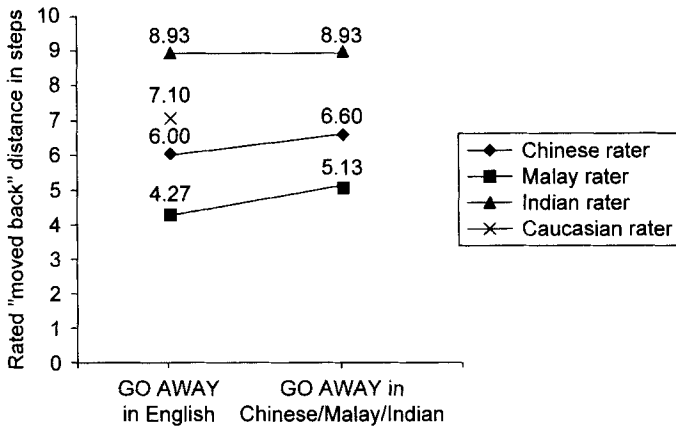 Rated "moved back" distance in steps
10
9
8
7
6
5
4
3
2
1
0
8.93
8.93
7.10
6.00
6.60
4.27
5.13
GO AWAY
in English
GO AWAY in
Chinese/Malay/Indian
Chinese rater
Malay rater
Indian rater
Caucasian rater